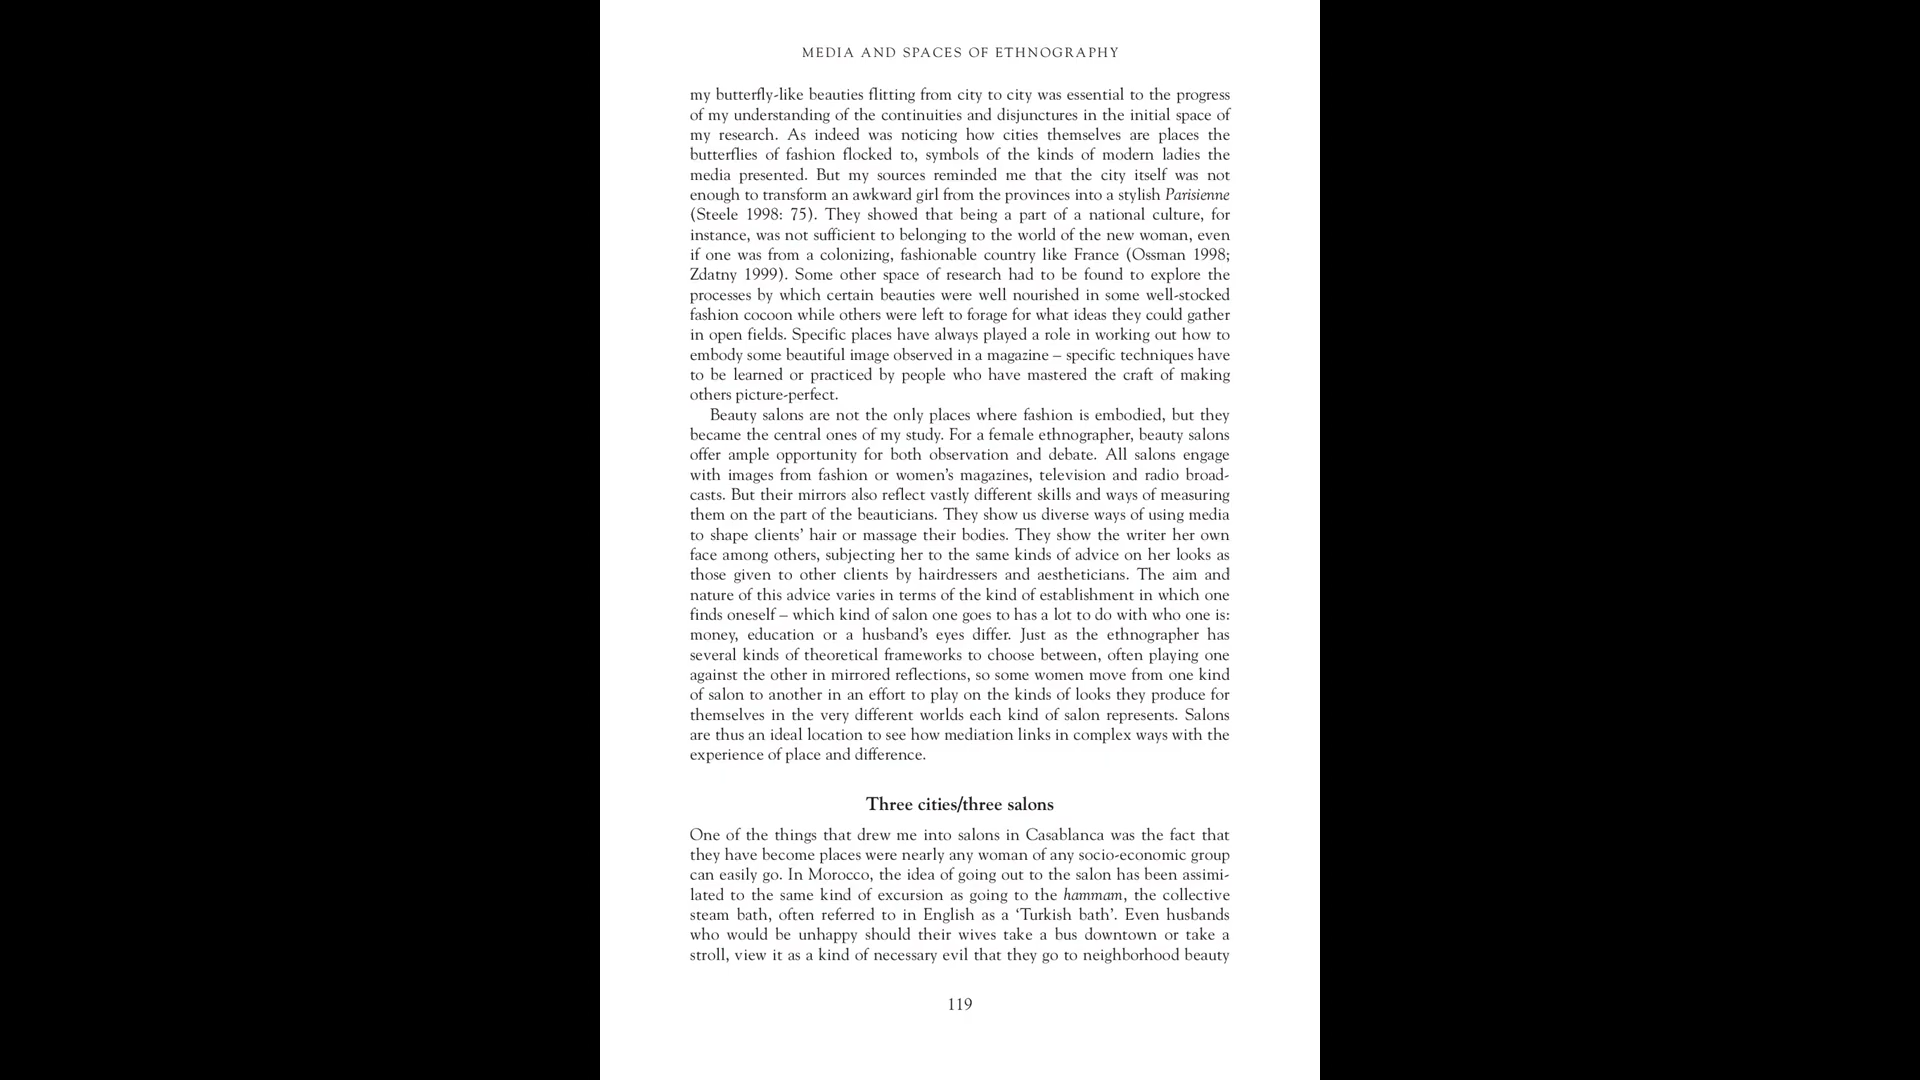 MEDIA AND SPACES OF ETHNOGRAPHY
my butterfly-like beauties flitting from city to city was essential to the progress
of my understanding of the continuities and disjunctures in the initial space of
my research. As indeed was noticing how cities themselves are places the
butterflies of fashion flocked to, symbols of the kinds of modern ladies the
media presented. But my sources reminded me that the city itself was not
enough to transform an awkward girl from the provinces into a stylish Parisienne
(Steele 1998: 75). They showed that being a part of a national culture, for
instance, was not sufficient to belonging to the world of the new woman, even
if one was from a colonizing, fashionable country like France (Ossman 1998;
Zdatny 1999). Some other space of research had to be found to explore the
processes by which certain beauties were well nourished in some well-stocked
fashion cocoon while others were left to forage for what ideas they could gather
in open fields. Specific places have always played a role in working out how to
embody some beautiful image observed in a magazine – specific techniques have
to be learned or practiced by people who have mastered the craft of making
others picture-perfect.
Beauty salons are not the only places where fashion is embodied, but they
became the central ones of my study. For a female ethnographer, beauty salons
offer ample opportunity for both observation and debate. All salons engage
with images from fashion or women's magazines, television and radio broad-
casts. But their mirrors also reflect vastly different skills and ways of measuring
them on the part of the beauticians. They show us diverse ways of using media
to shape clients' hair or massage their bodies. They show the writer her own
face among others, subjecting her to the same kinds of advice on her looks as
those given to other clients by hairdressers and aestheticians. The aim and
nature of this advice varies in terms of the kind of establishment in which one
finds oneself – which kind of salon one goes to has a lot to do with who one is:
money, education or a husband's eyes differ. Just as the ethnographer has
several kinds of theoretical frameworks to choose between, often playing one
against the other in mirrored reflections, so some women move from one kind
of salon to another in an effort to play on the kinds of looks they produce for
themselves in the very different worlds each kind of salon represents. Salons
are thus an ideal location to see how mediation links in complex ways with the
experience of place and difference.
Three cities/three salons
One of the things that drew me into salons in Casablanca was the fact that
they have become places were nearly any woman of any socio-economic group
can easily go. In Morocco, the idea of going out to the salon has been assimi-
lated to the same kind of excursion as going to the hammam, the collective
steam bath, often referred to in English as a 'Turkish bath'. Even husbands
who would be unhappy should their wives take a bus downtown or take a
stroll, view it as a kind of necessary evil that they go to neighborhood beauty
119